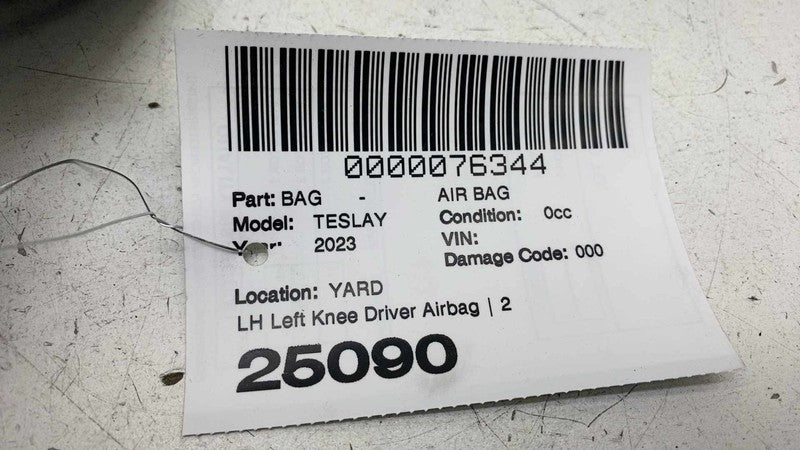 0000076344
Part: BAG - AIR BAG
Model: TESLAY Condition: 0cc
Year: 2023 VIN:
Damage Code: 000
Location: YARD
LH Left Knee Driver Airbag | 2
25090